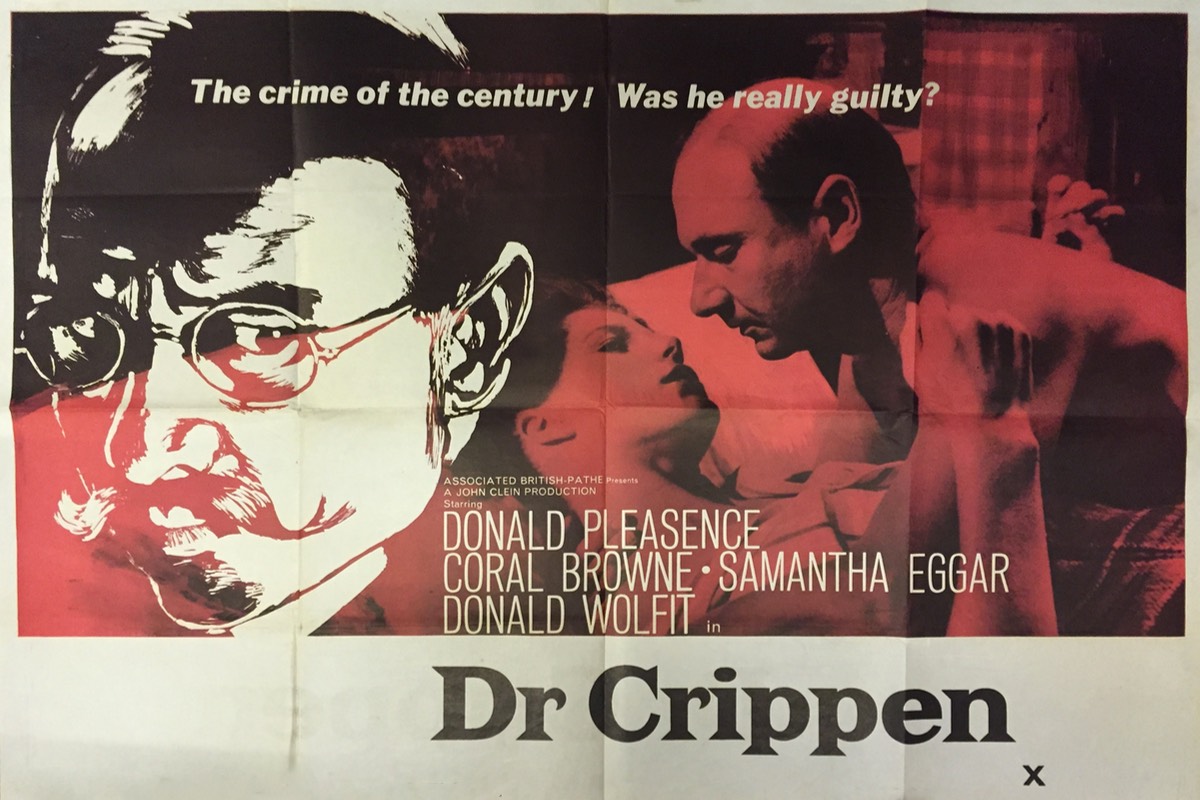 The crime of the century! Was he really guilty?
ASSOCIATED BRITISH-PATHE Presents
A JOHN CLEIN PRODUCTION
Starring
DONALD PLEASENCE
CORAL BROWNE • SAMANTHA EGGAR
DONALD WOLFIT in
Dr Crippen
X